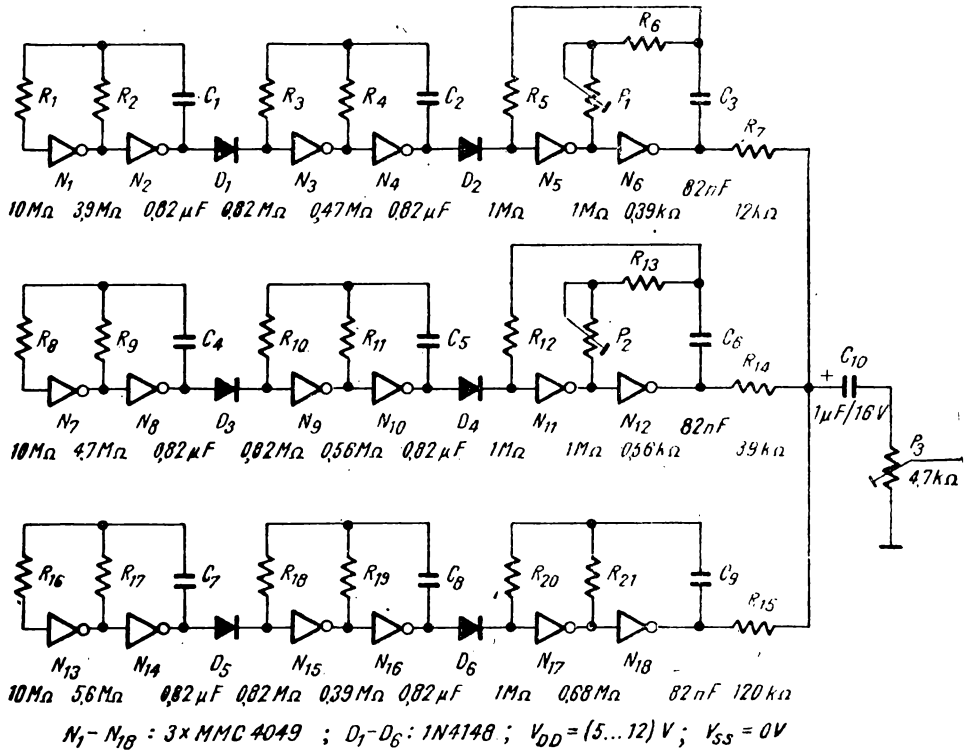 R6
R1 R2 C1 R3 R4 C2 R5 P1 C3 R7
N1 N2 D1 N3 N4 D2 N5 N6 82nF
10MΩ 3,9MΩ 0,82µF 0,82MΩ 0,47MΩ 0,82µF 1MΩ 1MΩ 0,39kΩ 12kΩ
R13
R8 R9 C4 R10 R11 C5 R12 P2 C6 R14 + C10
N7 N8 D3 N9 N10 D4 N11 N12 82nF 1µF/16V
10MΩ 4,7MΩ 0,82µF 0,82MΩ 0,56MΩ 0,82µF 1MΩ 1MΩ 0,56kΩ 39kΩ P3
4,7kΩ
R16 R17 C7 R18 R19 C8 R20 R21 C9 R15
N13 N14 D5 N15 N16 D6 N17 N18
10MΩ 5,6MΩ 0,82µF 0,82MΩ 0,39MΩ 0,82µF 1MΩ 0,68MΩ 82nF 120kΩ
N1-N18 : 3×MMC 4049 ; D1-D6 : 1N4148 ; VDD = (5...12) V ; VSS = 0V